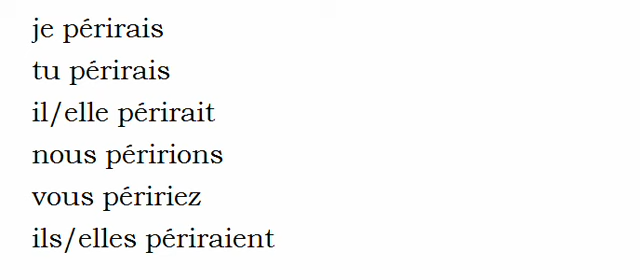 je périrais
tu périrais
il/elle périrait
nous péririons
vous péririez
ils/elles périraient